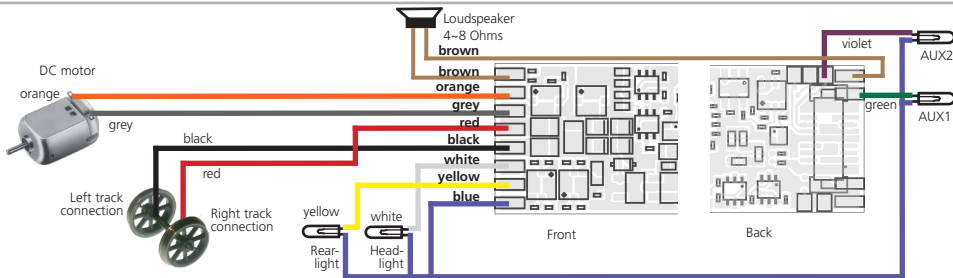 Loudspeaker
4~8 Ohms
brown
violet
AUX2
DC motor
brown
orange
orange
grey
green
AUX1
grey
red
black
black
white
red
yellow
Left track
connection
blue
Right track
connection
yellow
white
Front
Back
Rear-
light
Head-
light